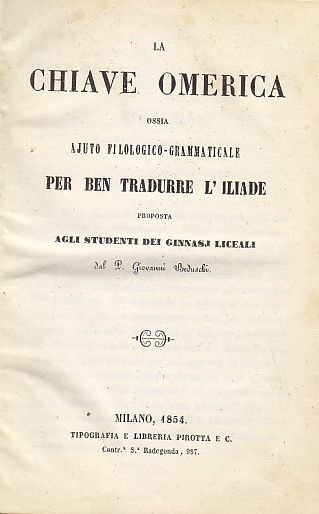 LA
CHIAVE OMERICA
OSSIA
AJUTO FILOLOGICO-GRAMMATICALE
PER BEN TRADURRE L'ILIADE
PROPOSTA
AGLI STUDENTI DEI GINNASJ LICEALI
dal P. Giovanni Beduschi.
MILANO, 1854.
TIPOGRAFIA E LIBRERIA PIROTTA E C.
Contr.ª S.ª Radegonda, 987.